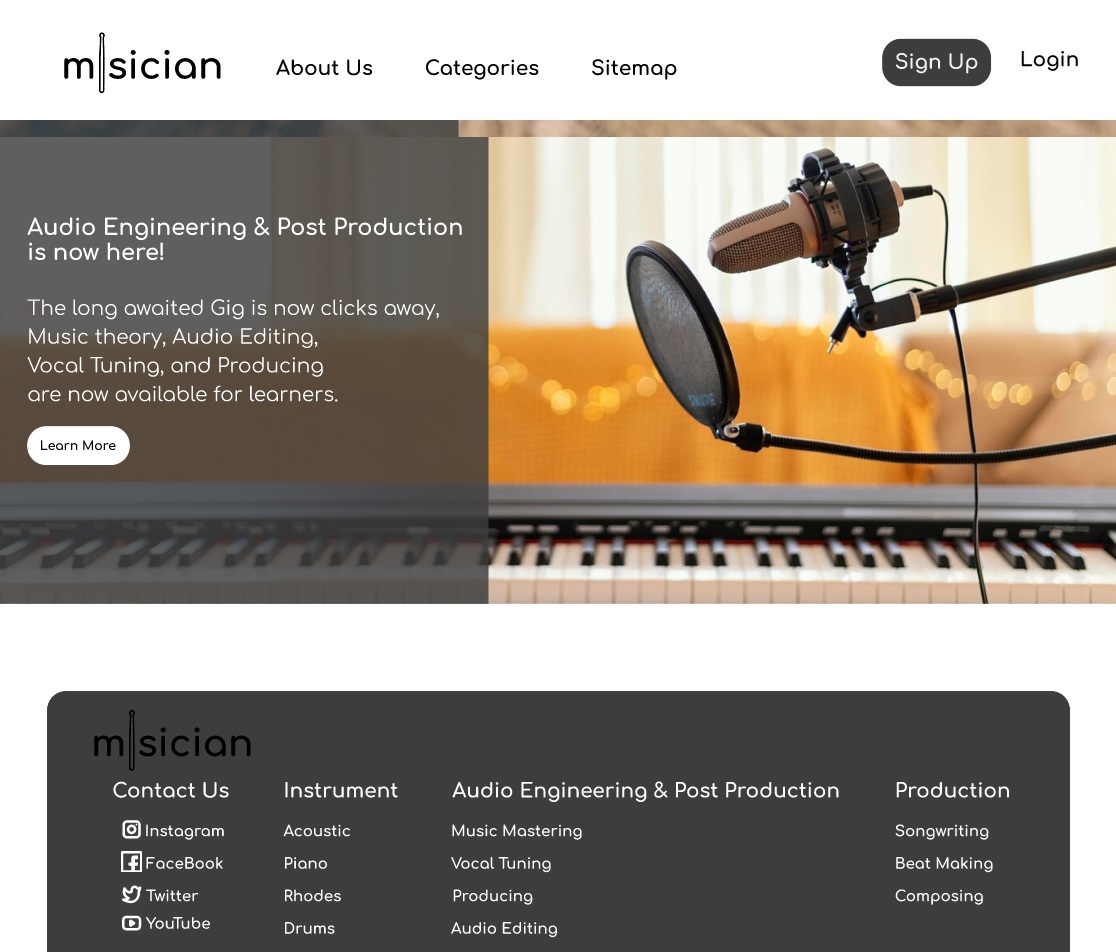 m|sician
About Us
Categories
Sitemap
Sign Up
Login
Audio Engineering & Post Production
is now here!
The long awaited Gig is now clicks away,
Music theory, Audio Editing,
Vocal Tuning, and Producing
are now available for learners.
Learn More
m|sician
Contact Us
Instagram
FaceBook
Twitter
YouTube
Instrument
Acoustic
Piano
Rhodes
Drums
Audio Engineering & Post Production
Music Mastering
Vocal Tuning
Producing
Audio Editing
Production
Songwriting
Beat Making
Composing